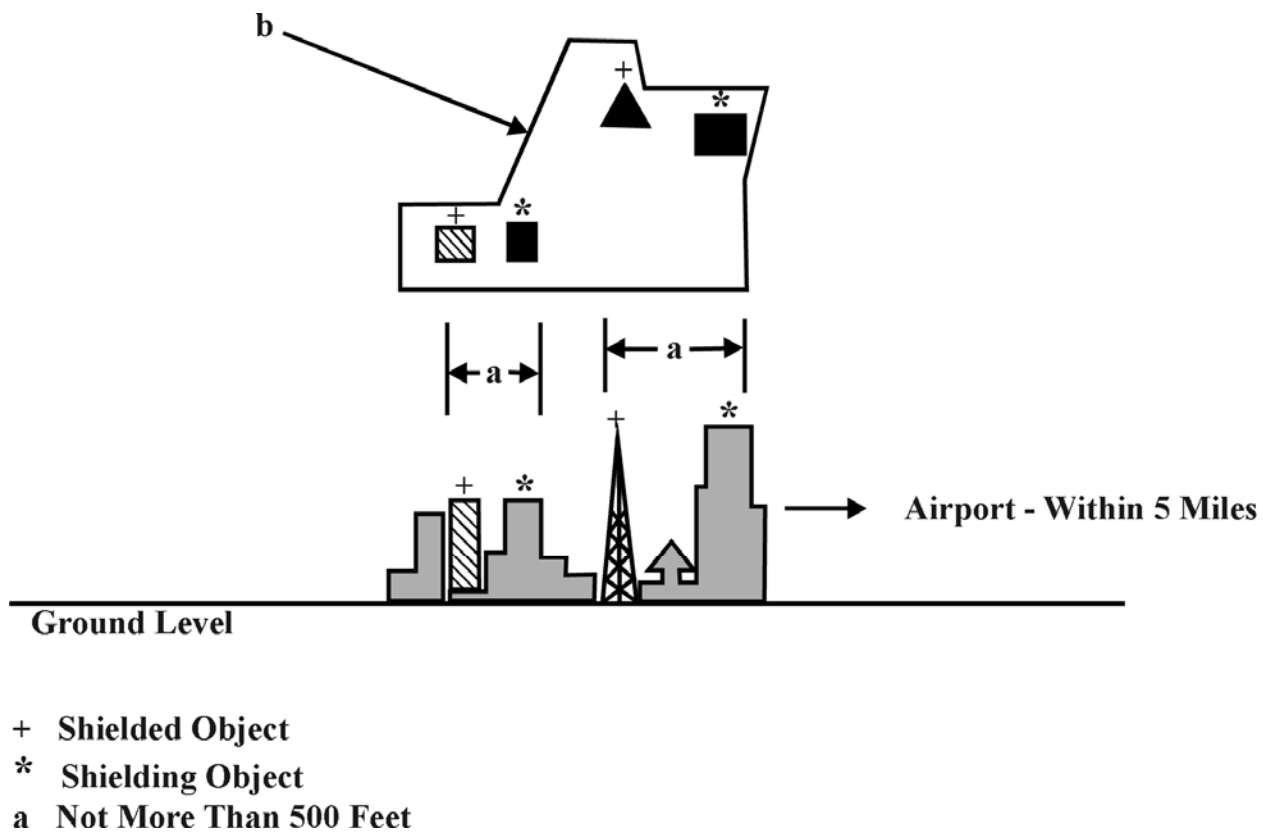 b
+
*
+
*
a
a
+
*
+
*
Airport - Within 5 Miles
Ground Level
+ Shielded Object
* Shielding Object
a Not More Than 500 Feet